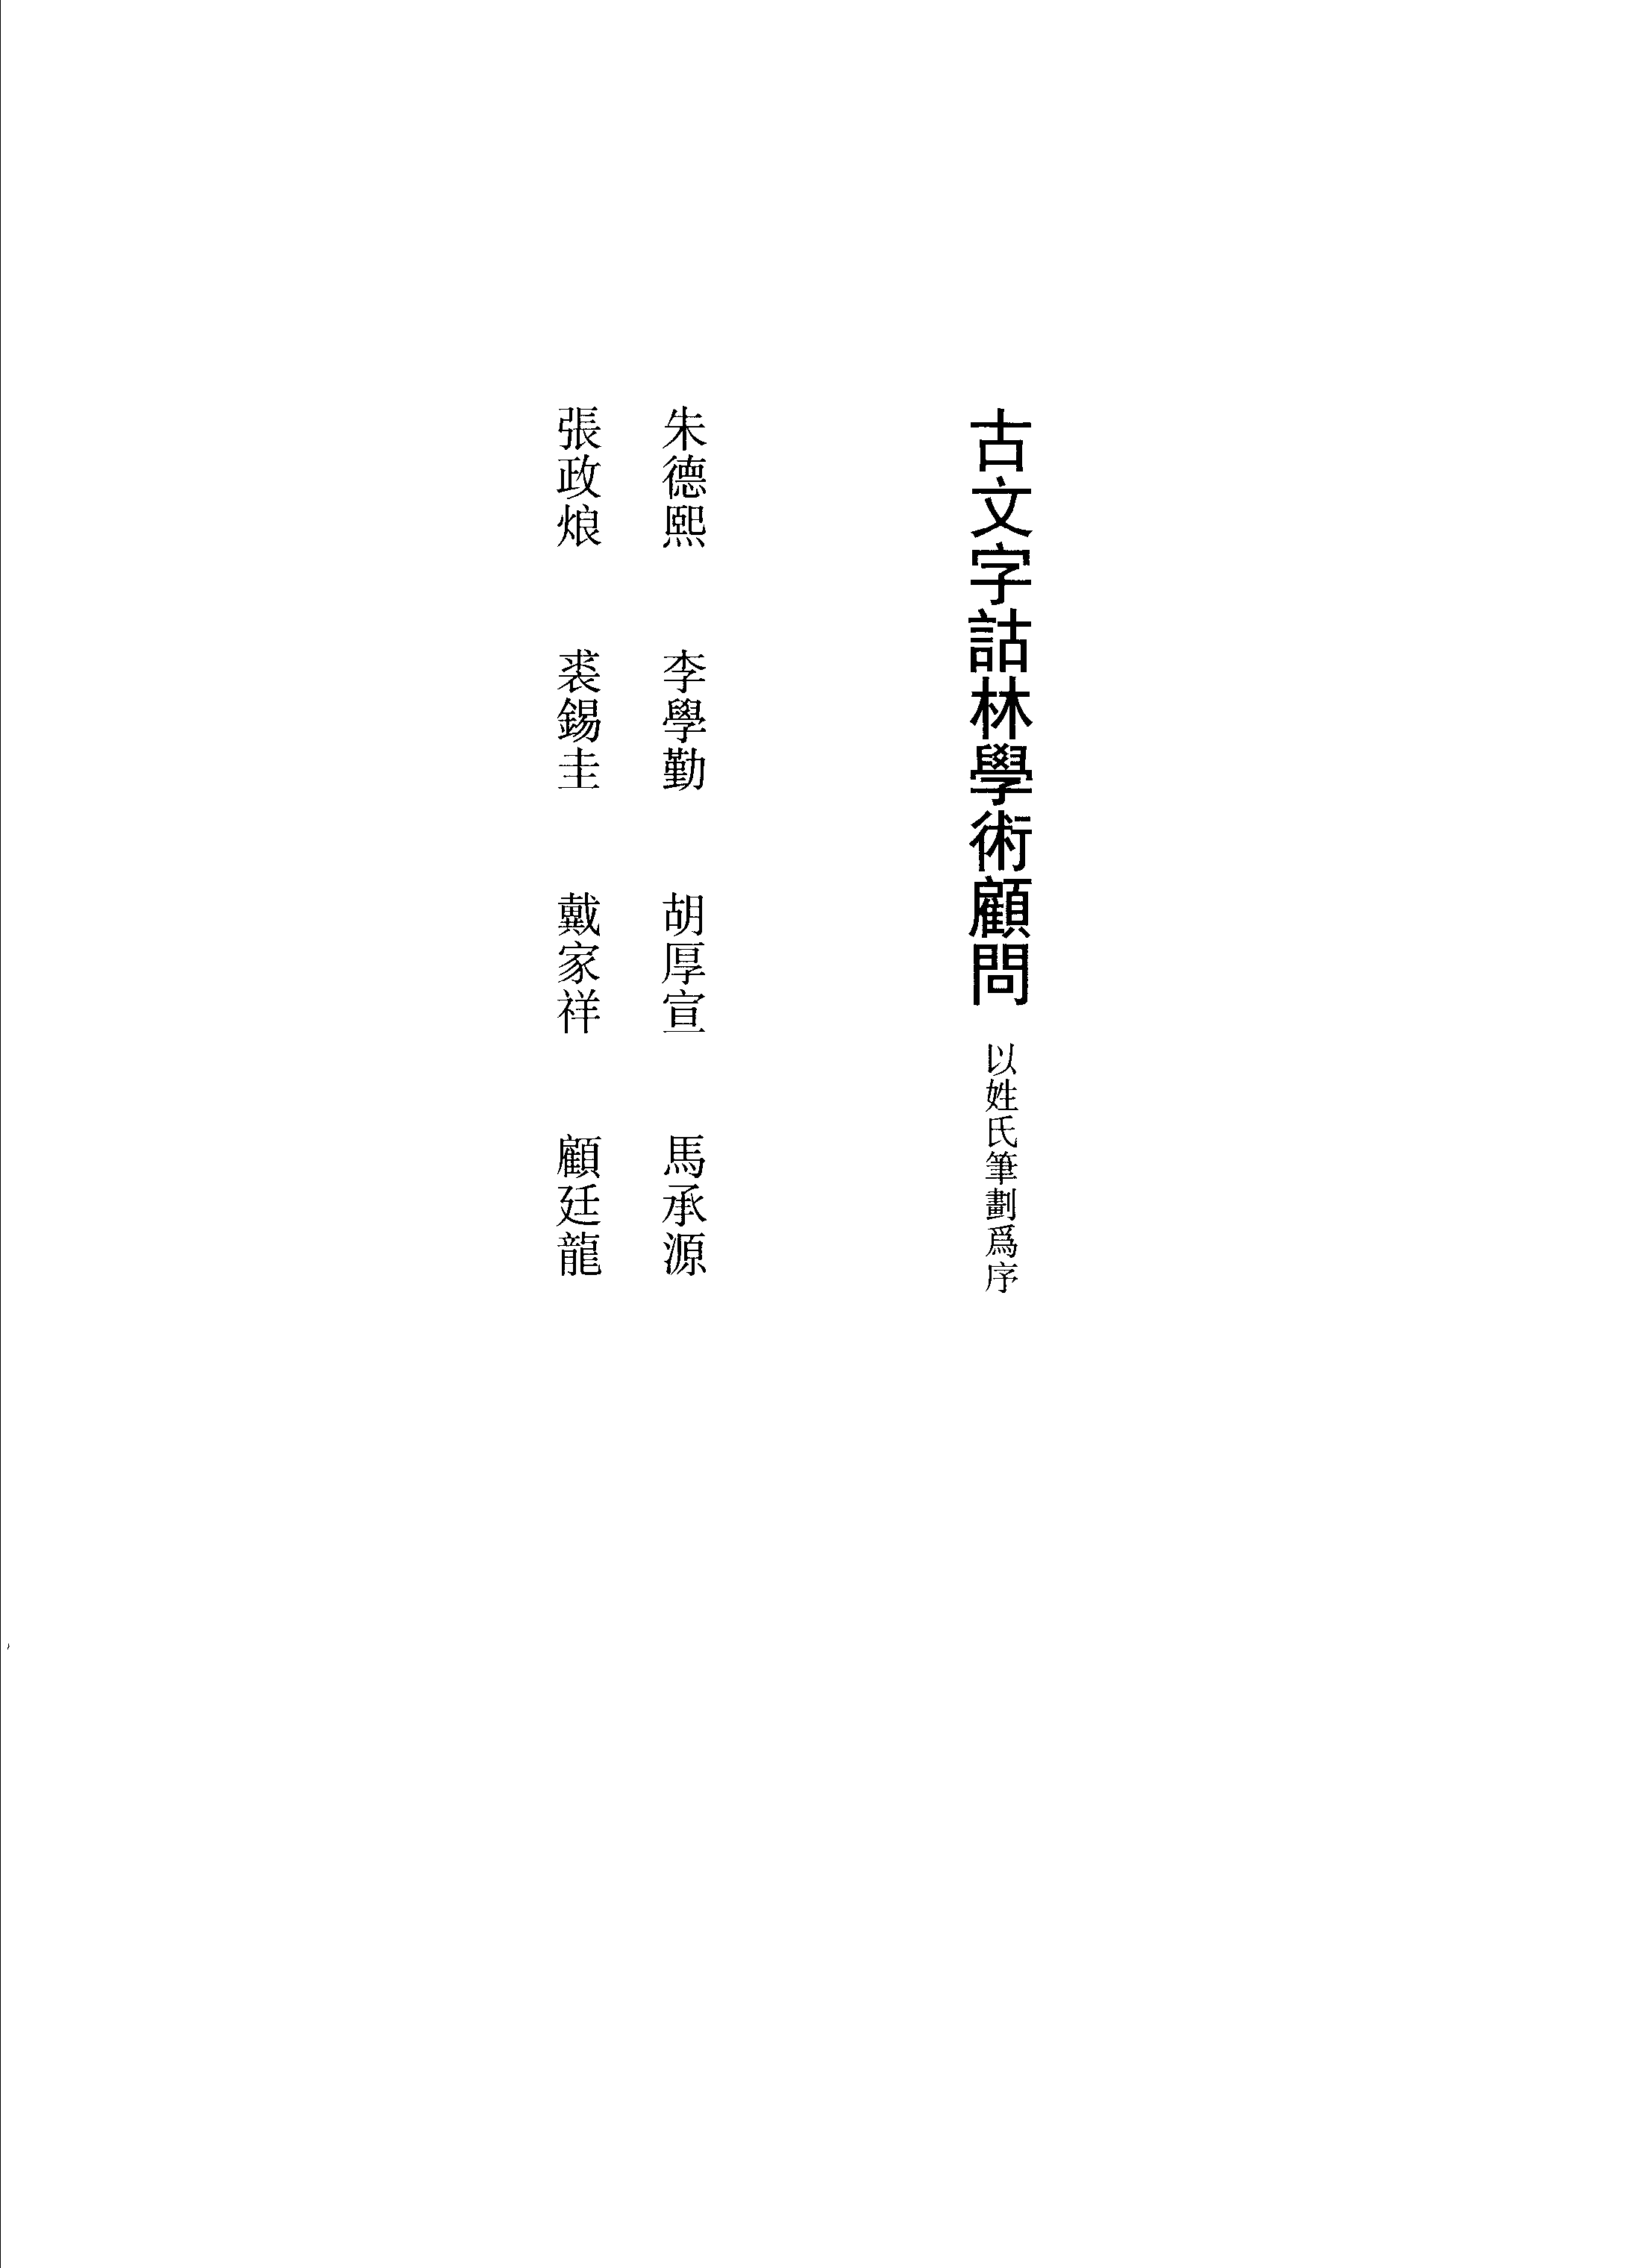 古文字詁林學術顧問 以姓氏筆劃爲序
朱德熙 李學勤 胡厚宣 馬承源
張政烺 裘錫圭 戴家祥 顧廷龍